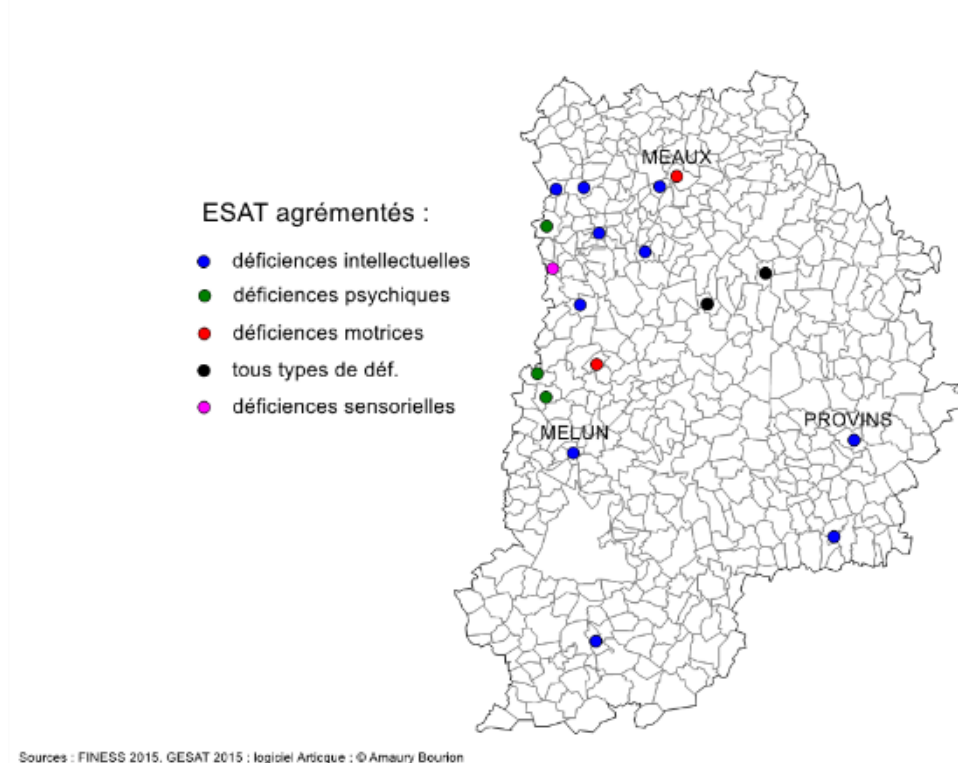 MEAUX
ESAT agrémentés :
déficiences intellectuelles
déficiences psychiques
déficiences motrices
tous types de déf.
déficiences sensorielles
PROVINS
MELUN
Sources : FINESS 2015, GESAT 2015 ; logiciel Articque ; © Amaury Bourion